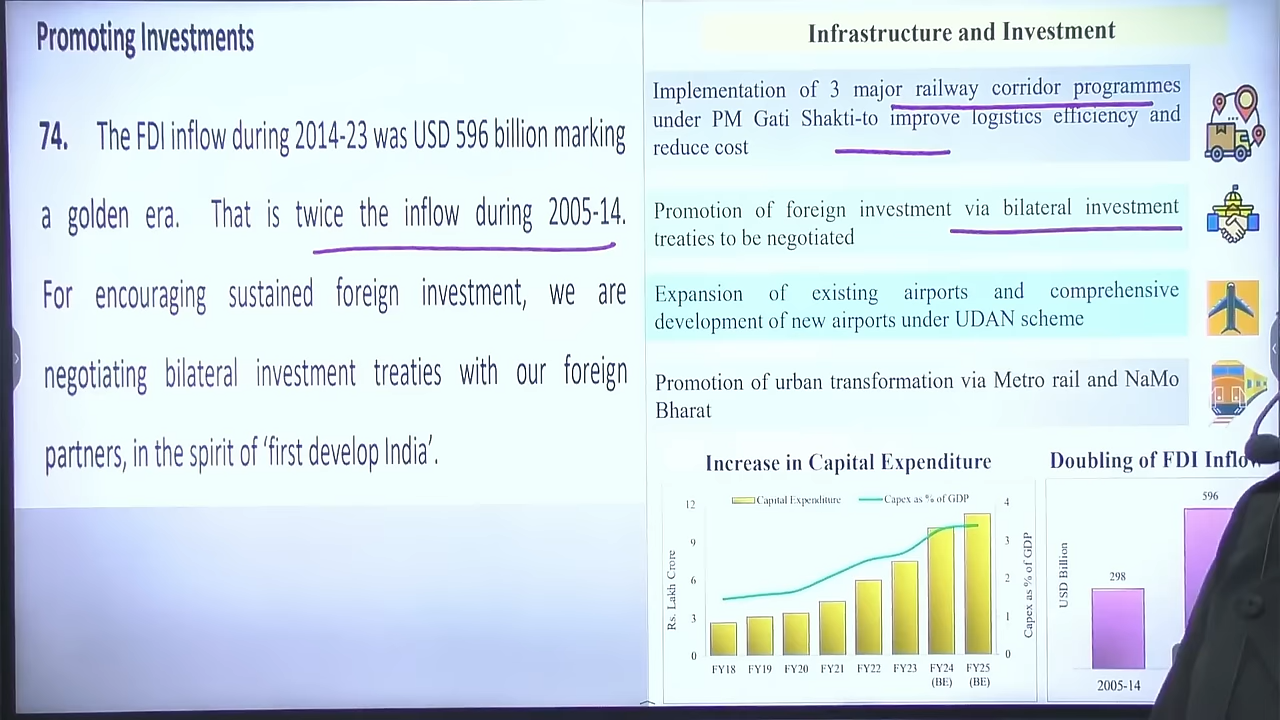 Promoting Investments
74. The FDI inflow during 2014-23 was USD 596 billion marking
a golden era. That is twice the inflow during 2005-14.
For encouraging sustained foreign investment, we are
negotiating bilateral investment treaties with our foreign
partners, in the spirit of ‘first develop India’.
Infrastructure and Investment
Implementation of 3 major railway corridor programmes
under PM Gati Shakti-to improve logistics efficiency and
reduce cost
Promotion of foreign investment via bilateral investment
treaties to be negotiated
Expansion of existing airports and comprehensive
development of new airports under UDAN scheme
Promotion of urban transformation via Metro rail and NaMo
Bharat
Increase in Capital Expenditure
Capital Expenditure
Capex as % of GDP
Rs. Lakh Crore
12
9
6
3
0
4
3
2
1
0
Capex as % of GDP
FY18 FY19 FY20 FY21 FY22 FY23 FY24 FY25
(BE) (BE)
Doubling of FDI
USD Billion
298
596
2005-14